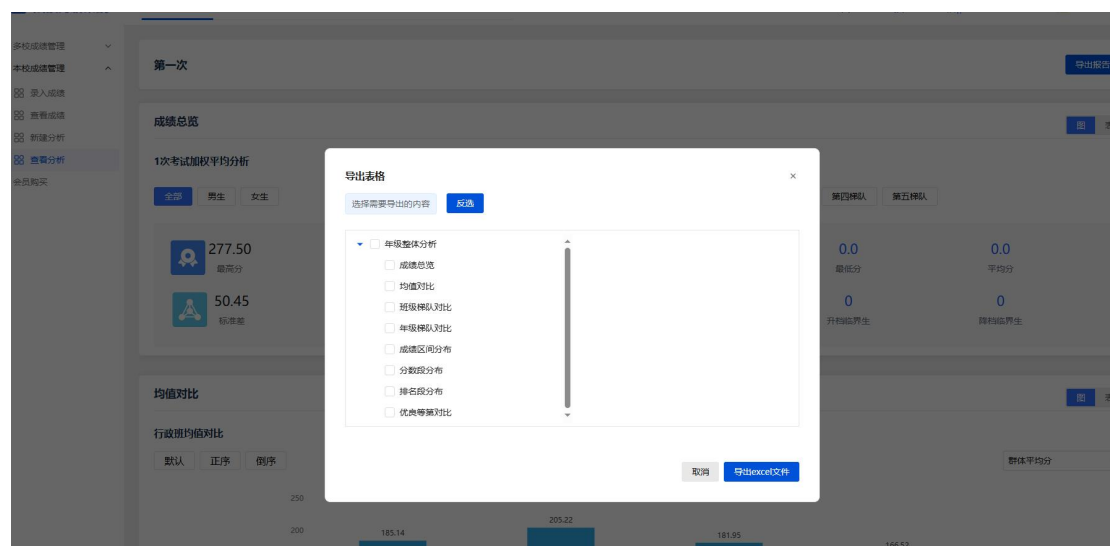 多校成绩管理
本校成绩管理
录入成绩
查看成绩
新建分析
查看分析
会员购买
第一次
导出报告
成绩总览
图
1次考试加权平均分析
全部 男生 女生
第四梯队 第五梯队
277.50
最高分
50.45
标准差
0.0
最低分
0.0
平均分
0
升档临界生
0
降档临界生
导出表格
×
选择需要导出的内容 反选
年级整体分析
成绩总览
均值对比
班级梯队对比
年级梯队对比
成绩区间分布
分数段分布
排名段分布
优良等第对比
取消 导出excel文件
均值对比
图
行政班均值对比
默认 正序 倒序
群体平均分
250
200
185.14
205.22
181.95
166.53